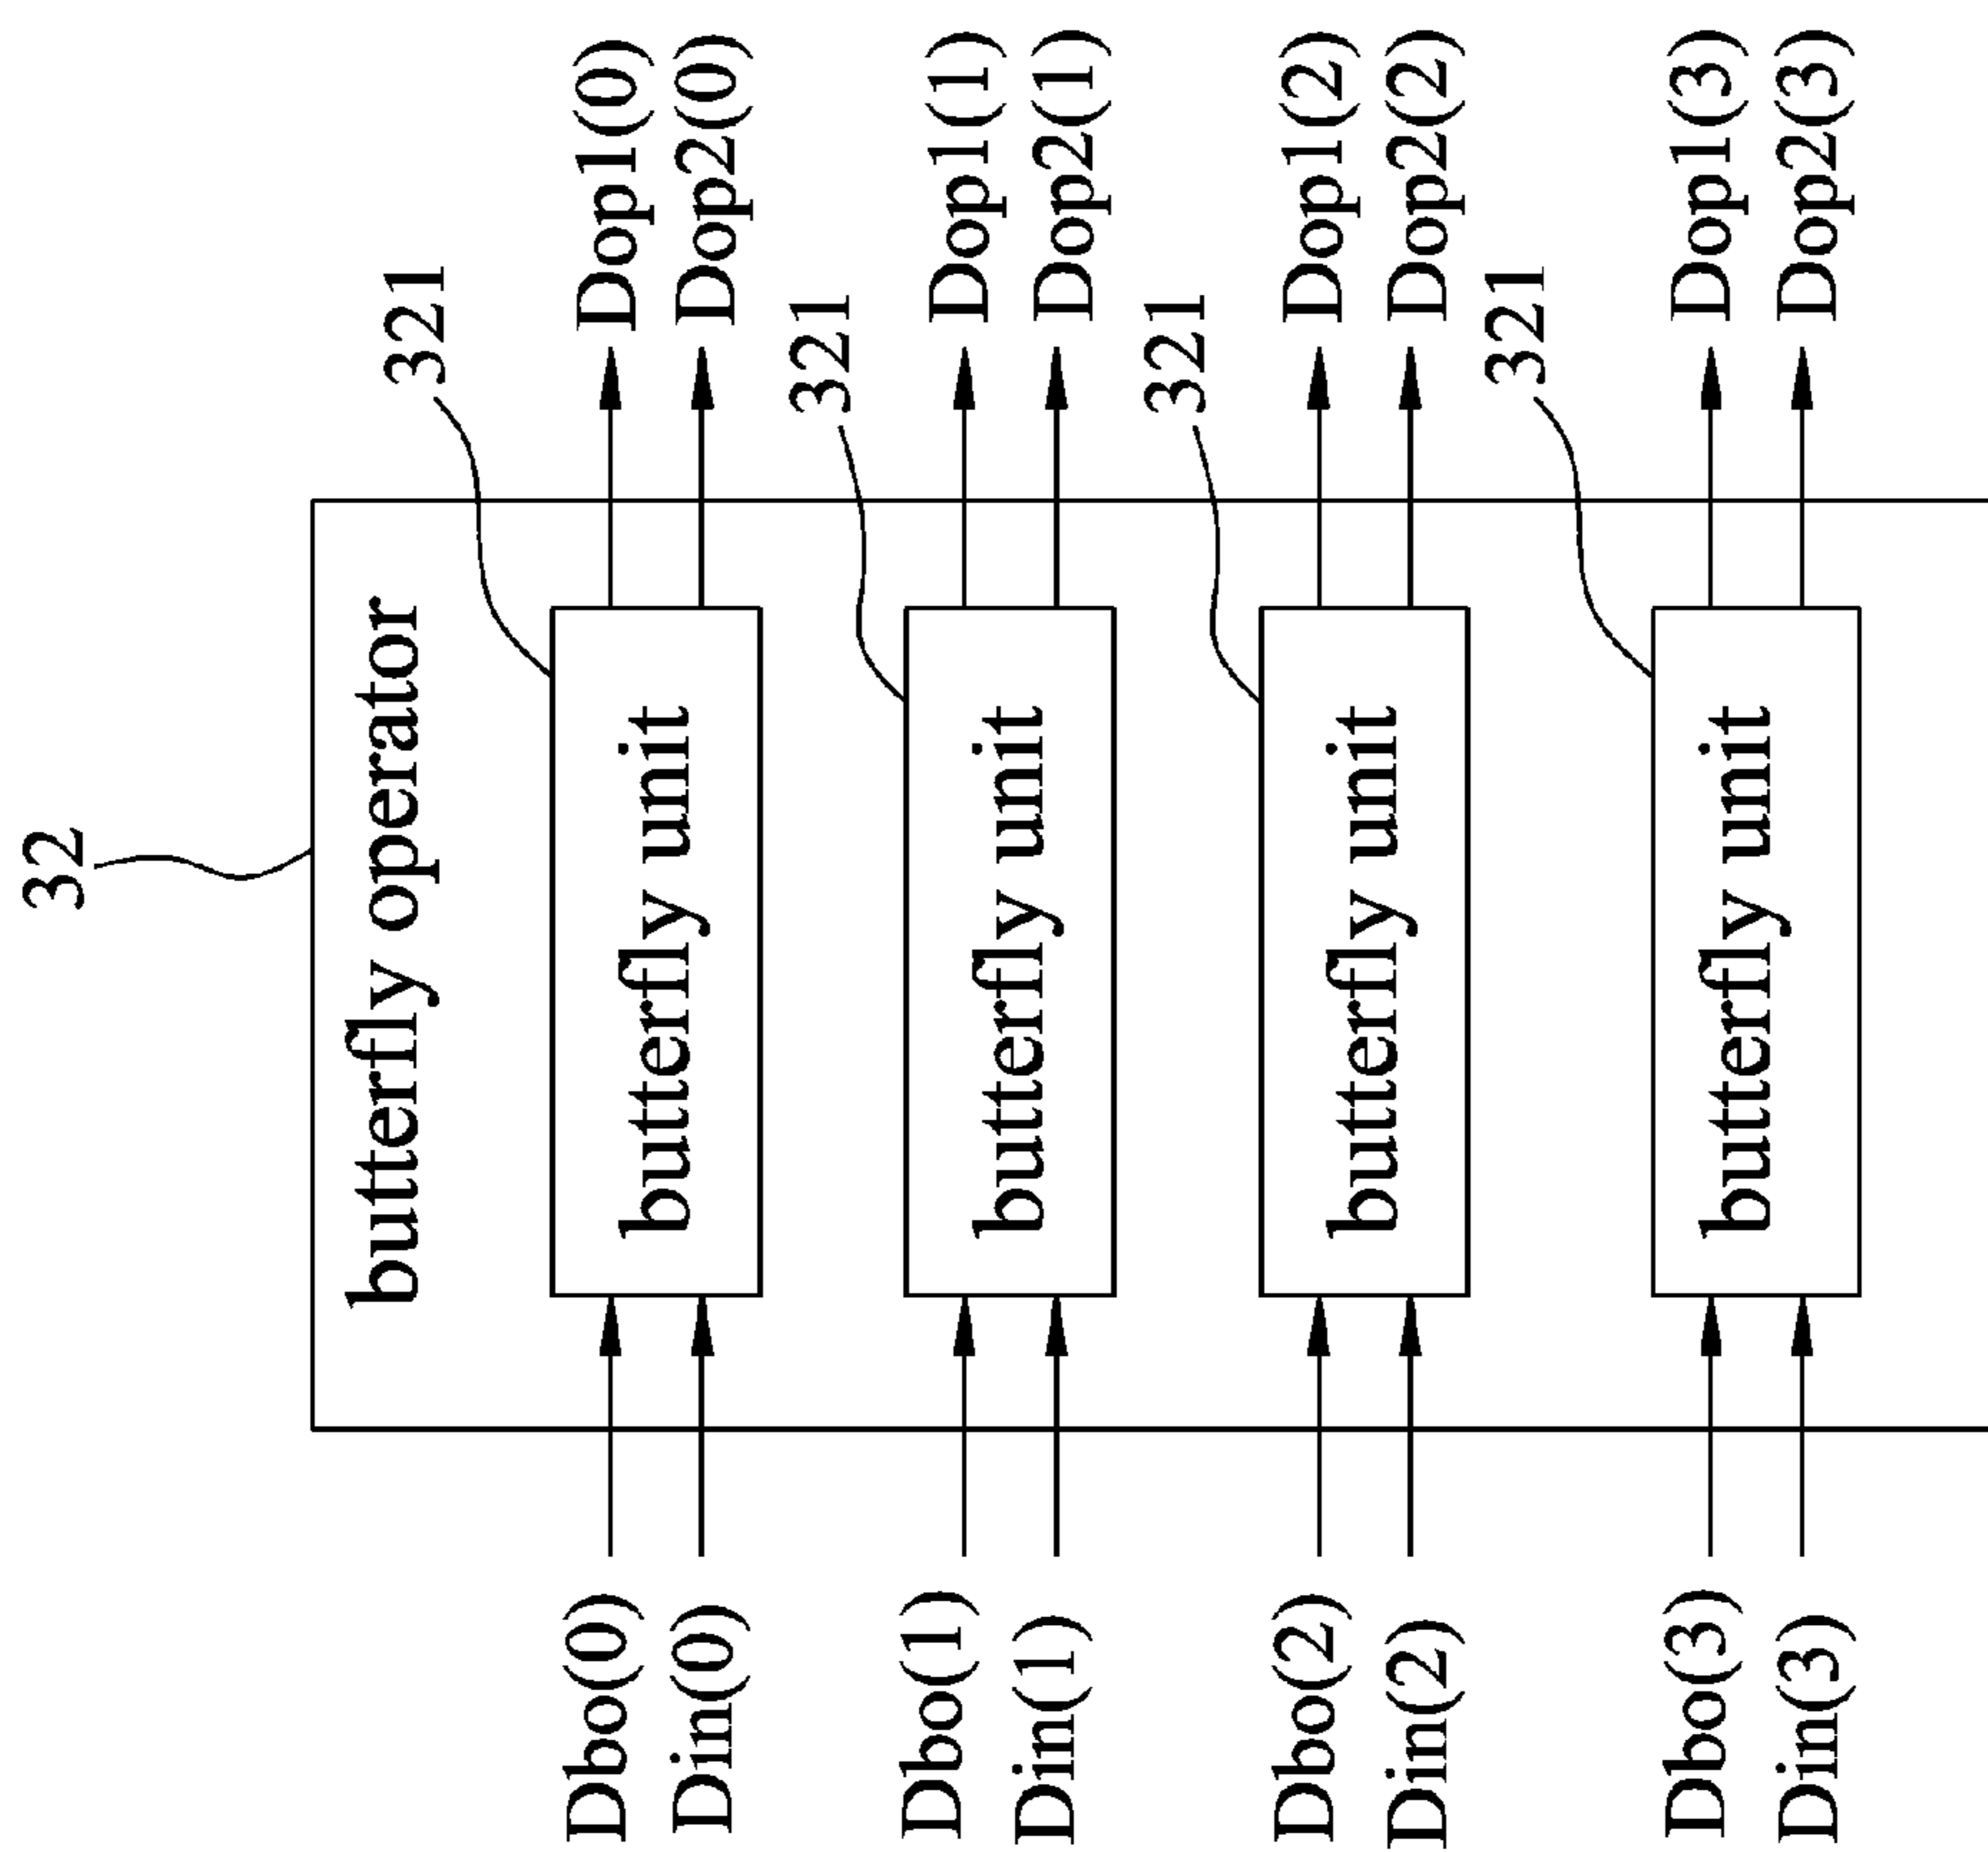 32
butterfly operator
321
Dbo(0)
butterfly unit
Dop1(0)
Din(0)
Dop2(0)
321
Dbo(1)
butterfly unit
Dop1(1)
Din(1)
Dop2(1)
321
Dbo(2)
butterfly unit
Dop1(2)
Din(2)
Dop2(2)
321
Dbo(3)
butterfly unit
Dop1(3)
Din(3)
Dop2(3)